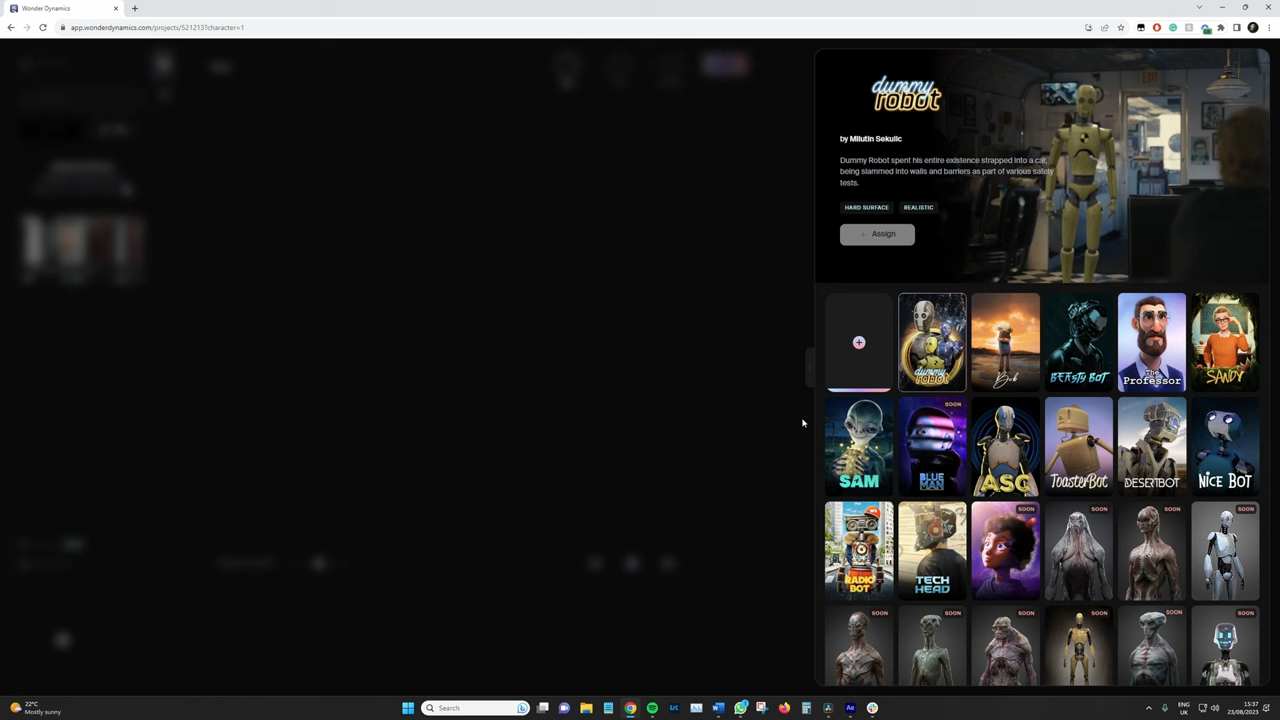 Wonder Dynamics
app.wonderdynamics.com/projects/521213?character=1
dummy
robot
by Milutin Sekulic
Dummy Robot spent his entire existence strapped into a car,
being slammed into walls and barriers as part of various safety
tests.
HARD SURFACE
REALISTIC
+ Assign
dummy
robot
Bob
BEASTY BOT
The
Professor
SANDY
SAM
SOON
BLUE
MAN
ASC
ToasterBot
DESERTBOT
NICE BOT
RADIO
BOT
TECH
HEAD
SOON
SOON
SOON
SOON
SOON
SOON
SOON
SOON
SOON
SOON
22°C
Mostly sunny
Search
LrC
Ae
ENG
UK
15:37
23/08/2023